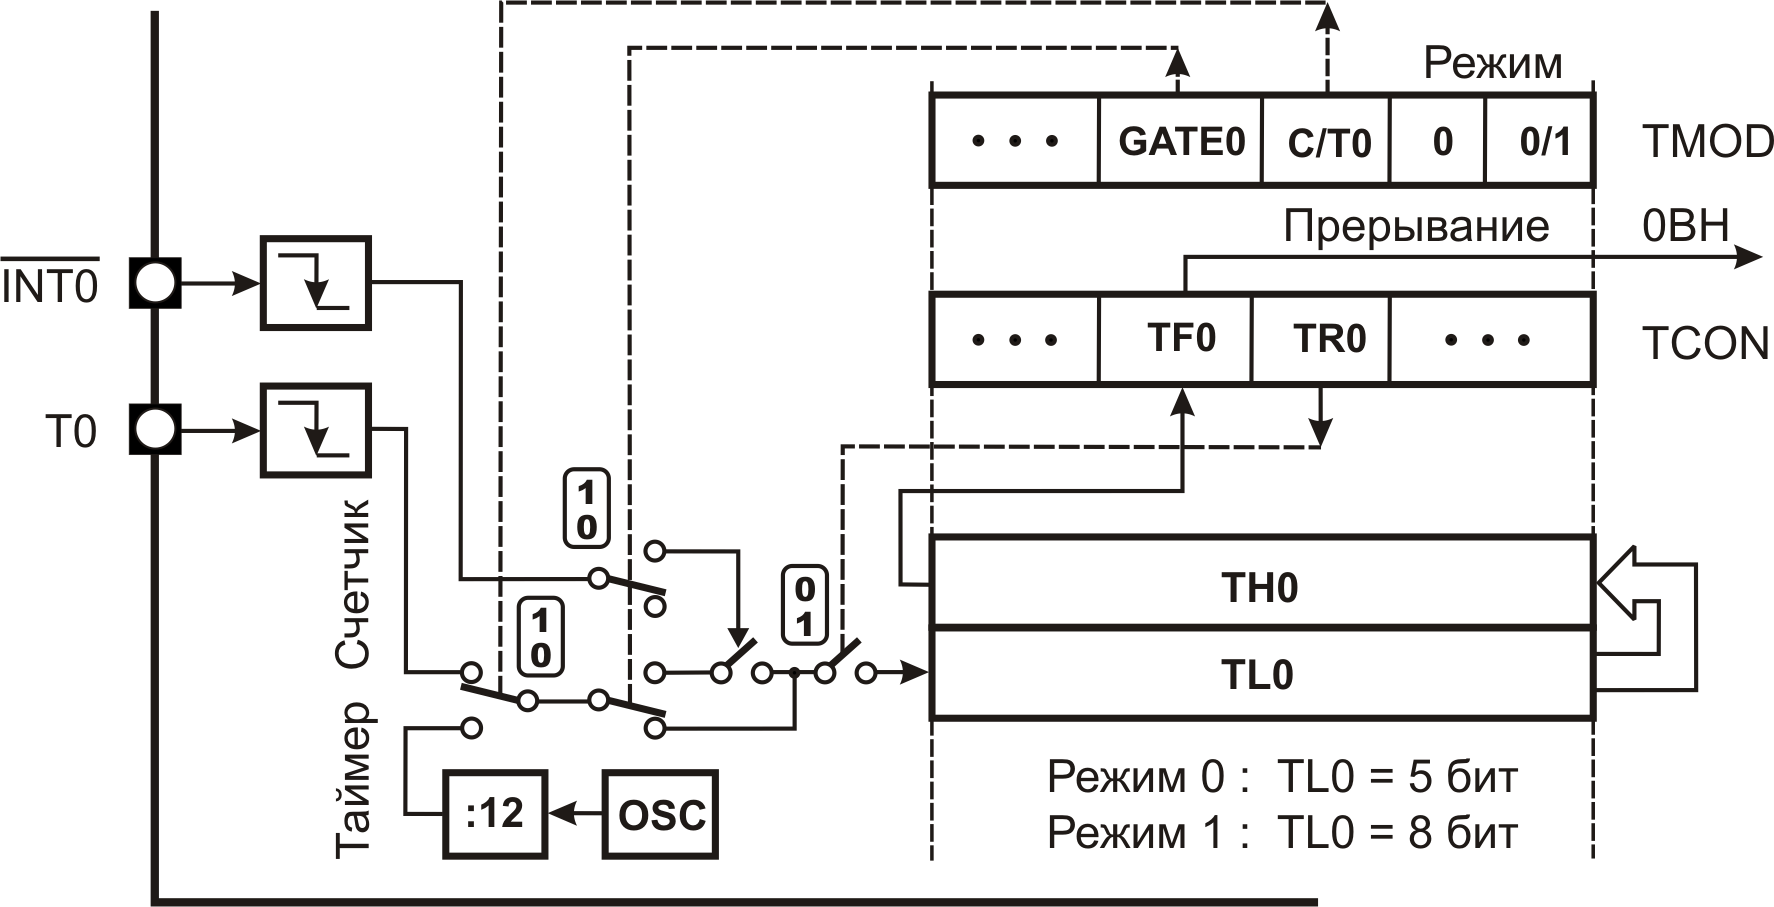 Режим
• • • GATE0 C/T0 0 0/1 TMOD
Прерывание 0BH
INT0
• • • TF0 TR0 • • • TCON
T0
1
0
Счетчик
0
1
TH0
1
0
TL0
Таймер
:12
OSC
Режим 0 : TL0 = 5 бит
Режим 1 : TL0 = 8 бит